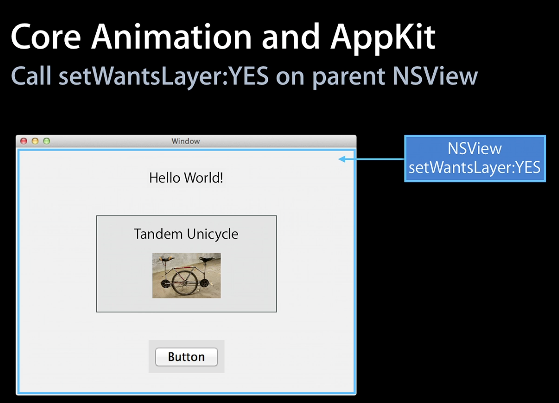 Core Animation and AppKit
Call setWantsLayer:YES on parent NSView
Window
NSView
setWantsLayer:YES
Hello World!
Tandem Unicycle
Button